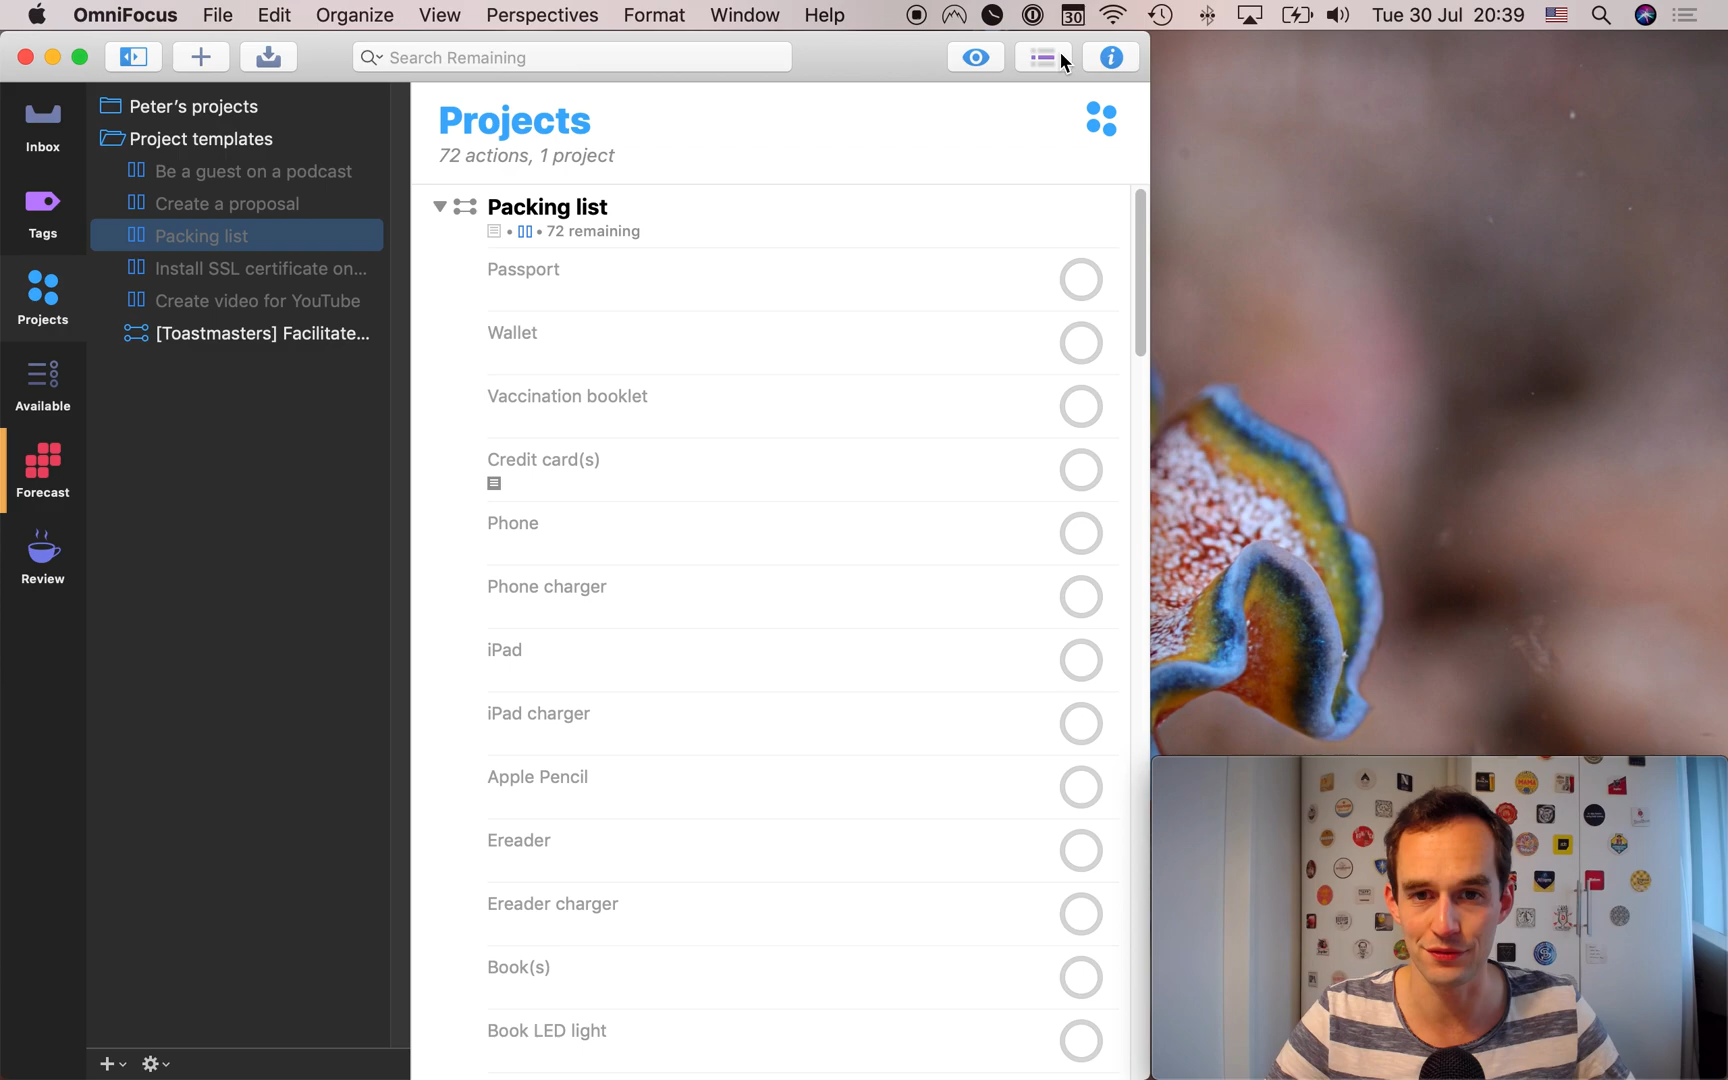 OmniFocus File Edit Organize View Perspectives Format Window Help 30 Tue 30 Jul 20:39
Search Remaining
Inbox
Tags
Projects
Available
Forecast
Review
Peter's projects
Project templates
Be a guest on a podcast
Create a proposal
Packing list
Install SSL certificate on...
Create video for YouTube
[Toastmasters] Facilitate...
Projects
72 actions, 1 project
Packing list
72 remaining
Passport
Wallet
Vaccination booklet
Credit card(s)
Phone
Phone charger
iPad
iPad charger
Apple Pencil
Ereader
Ereader charger
Book(s)
Book LED light